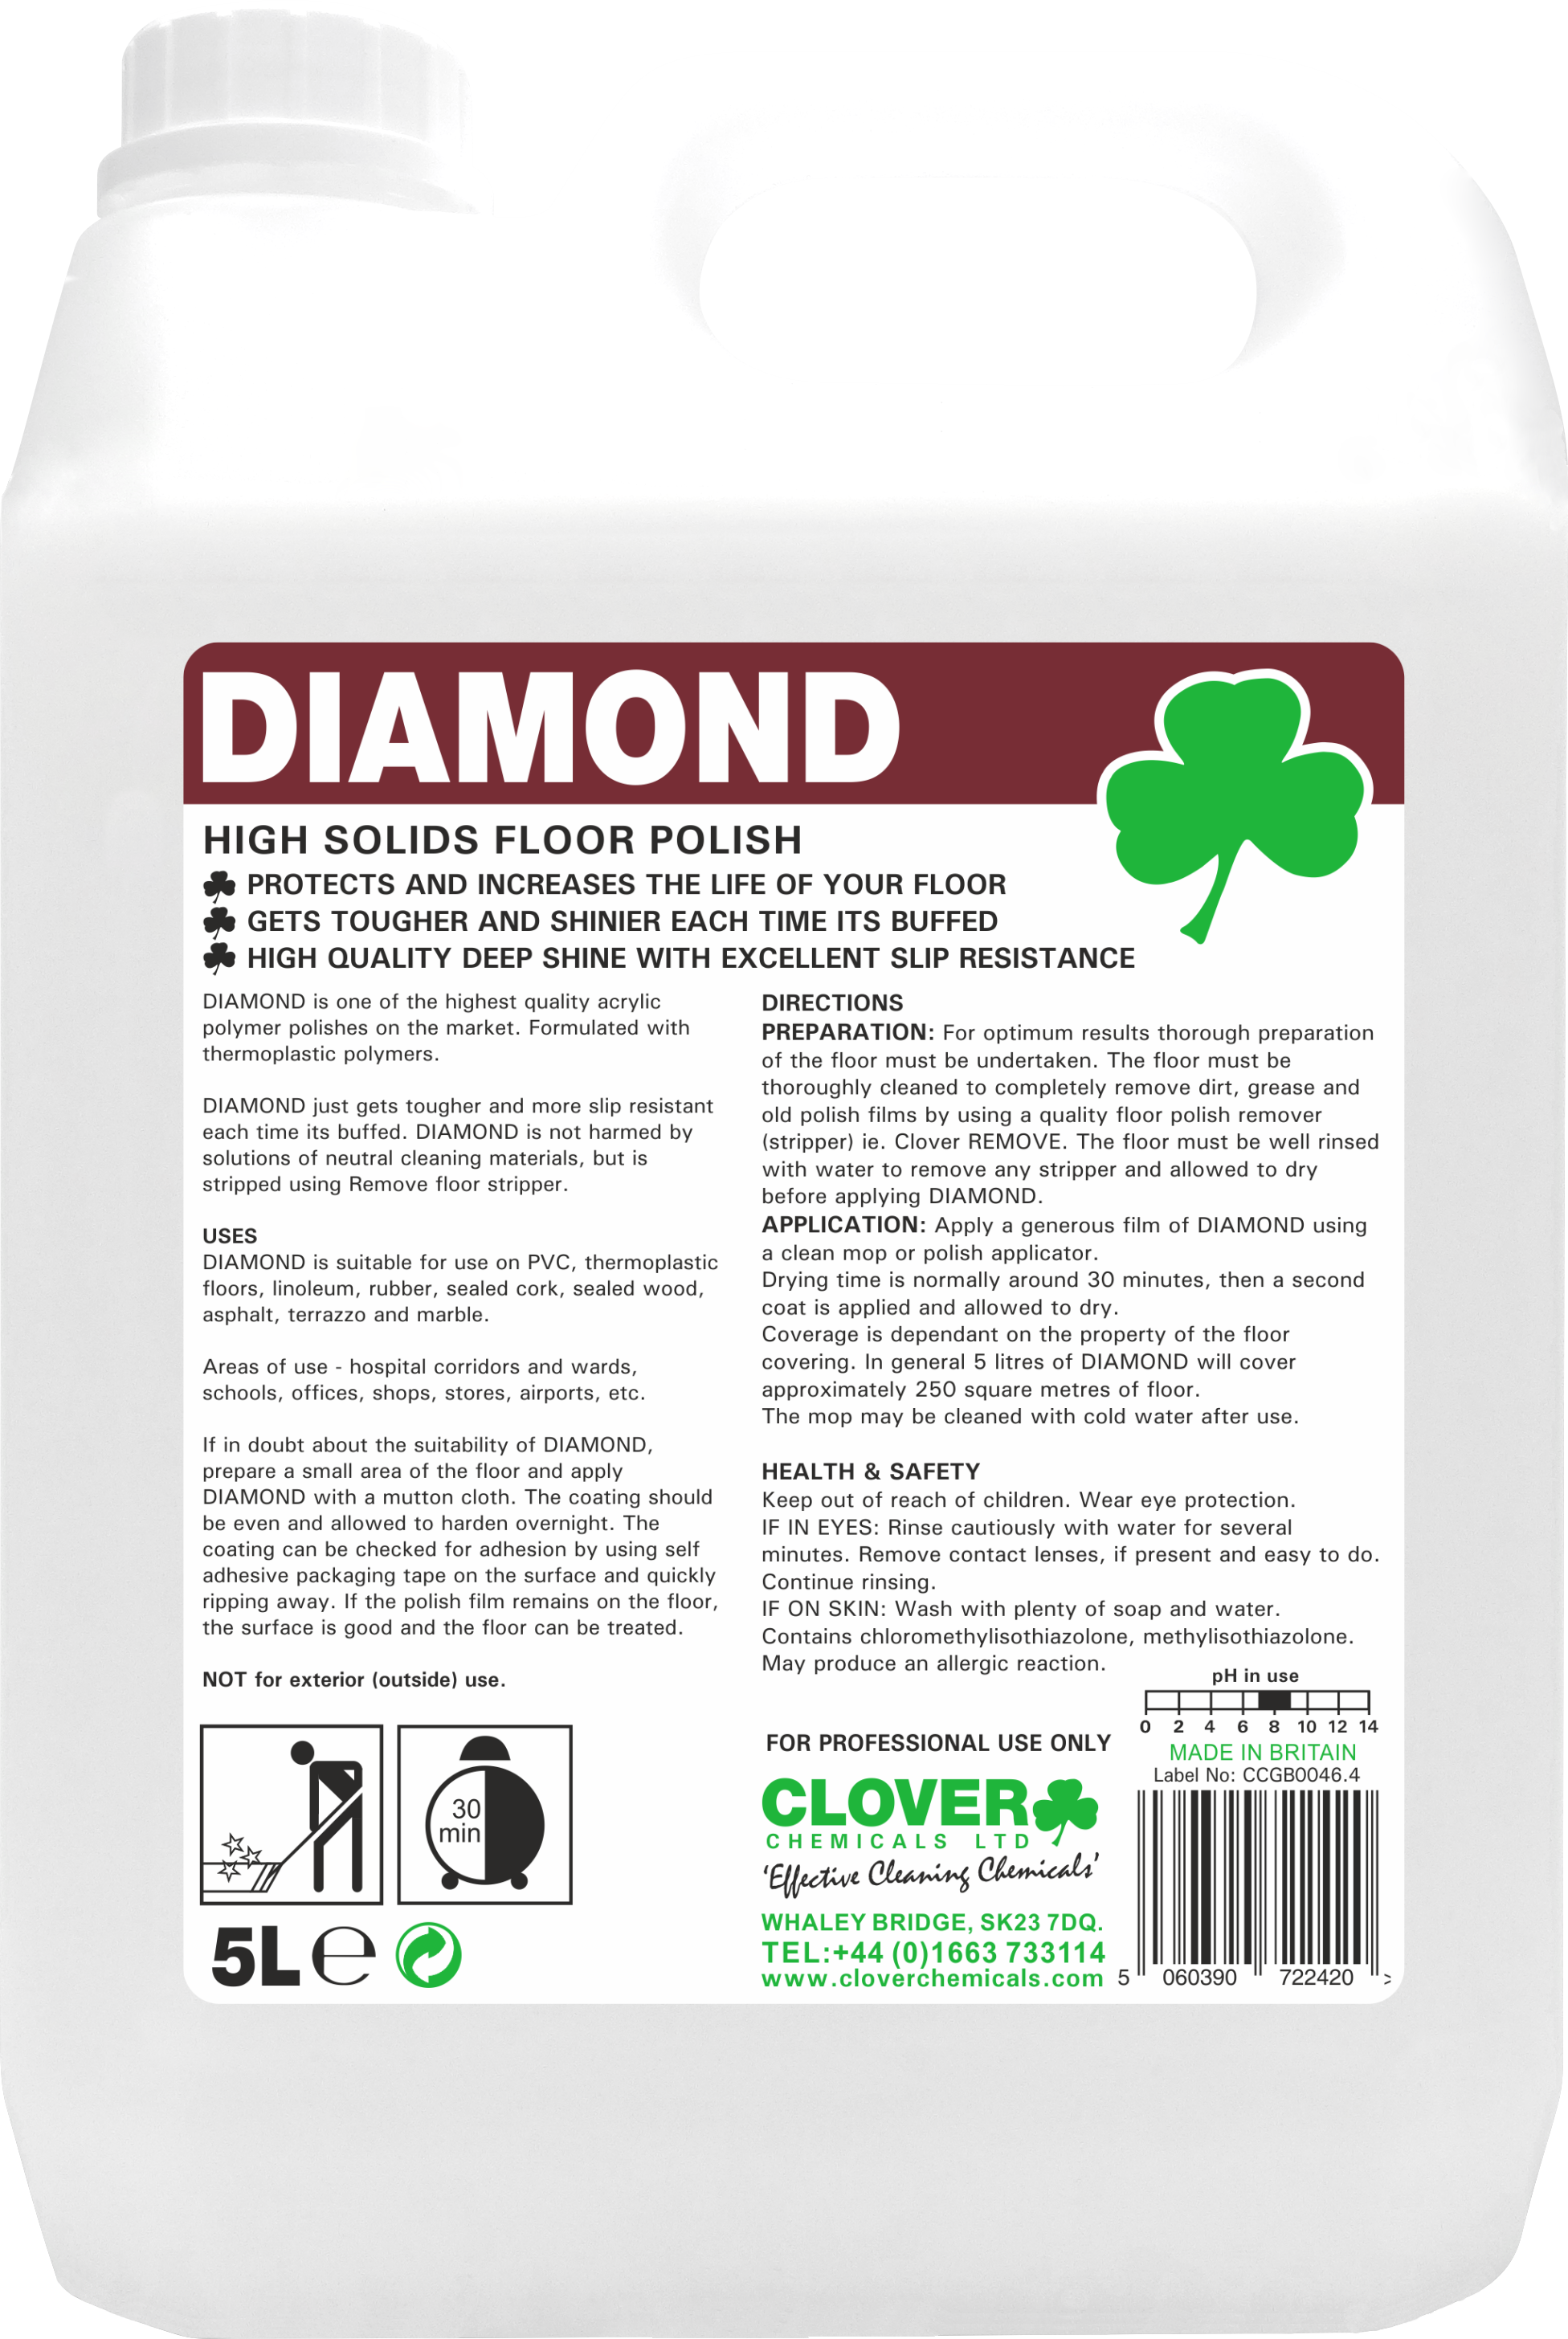 DIAMOND
HIGH SOLIDS FLOOR POLISH
PROTECTS AND INCREASES THE LIFE OF YOUR FLOOR
GETS TOUGHER AND SHINIER EACH TIME ITS BUFFED
HIGH QUALITY DEEP SHINE WITH EXCELLENT SLIP RESISTANCE
DIAMOND is one of the highest quality acrylic
polymer polishes on the market. Formulated with
thermoplastic polymers.
DIAMOND just gets tougher and more slip resistant
each time its buffed. DIAMOND is not harmed by
solutions of neutral cleaning materials, but is
stripped using Remove floor stripper.
USES
DIAMOND is suitable for use on PVC, thermoplastic
floors, linoleum, rubber, sealed cork, sealed wood,
asphalt, terrazzo and marble.
Areas of use - hospital corridors and wards,
schools, offices, shops, stores, airports, etc.
If in doubt about the suitability of DIAMOND,
prepare a small area of the floor and apply
DIAMOND with a mutton cloth. The coating should
be even and allowed to harden overnight. The
coating can be checked for adhesion by using self
adhesive packaging tape on the surface and quickly
ripping away. If the polish film remains on the floor,
the surface is good and the floor can be treated.
NOT for exterior (outside) use.
30
min
5L e
DIRECTIONS
PREPARATION: For optimum results thorough preparation
of the floor must be undertaken. The floor must be
thoroughly cleaned to completely remove dirt, grease and
old polish films by using a quality floor polish remover
(stripper) ie. Clover REMOVE. The floor must be well rinsed
with water to remove any stripper and allowed to dry
before applying DIAMOND.
APPLICATION: Apply a generous film of DIAMOND using
a clean mop or polish applicator.
Drying time is normally around 30 minutes, then a second
coat is applied and allowed to dry.
Coverage is dependant on the property of the floor
covering. In general 5 litres of DIAMOND will cover
approximately 250 square metres of floor.
The mop may be cleaned with cold water after use.
HEALTH & SAFETY
Keep out of reach of children. Wear eye protection.
IF IN EYES: Rinse cautiously with water for several
minutes. Remove contact lenses, if present and easy to do.
Continue rinsing.
IF ON SKIN: Wash with plenty of soap and water.
Contains chloromethylisothiazolone, methylisothiazolone.
May produce an allergic reaction.
pH in use
0 2 4 6 8 10 12 14
MADE IN BRITAIN
Label No: CCGB0046.4
FOR PROFESSIONAL USE ONLY
CLOVER
CHEMICALS LTD
'Effective Cleaning Chemicals'
WHALEY BRIDGE, SK23 7DQ.
TEL:+44 (0)1663 733114
www.cloverchemicals.com
5 060390 722420 >